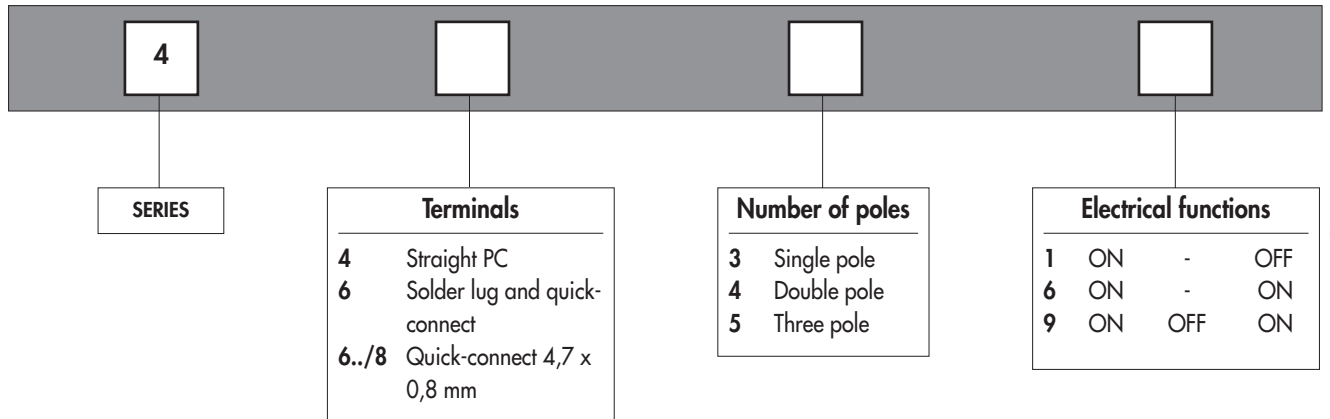 4
SERIES
Terminals
4 Straight PC
6 Solder lug and quick-
connect
6../8 Quick-connect 4,7 x
0,8 mm
Number of poles
3 Single pole
4 Double pole
5 Three pole
Electrical functions
1 ON - OFF
6 ON - ON
9 ON OFF ON